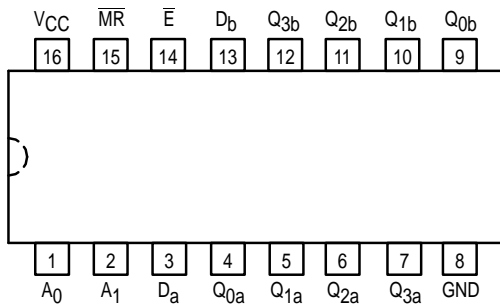 VCC M̅R̅ E̅ Db Q3b Q2b Q1b Q0b
16 15 14 13 12 11 10 9
1 2 3 4 5 6 7 8
A0 A1 Da Q0a Q1a Q2a Q3a GND